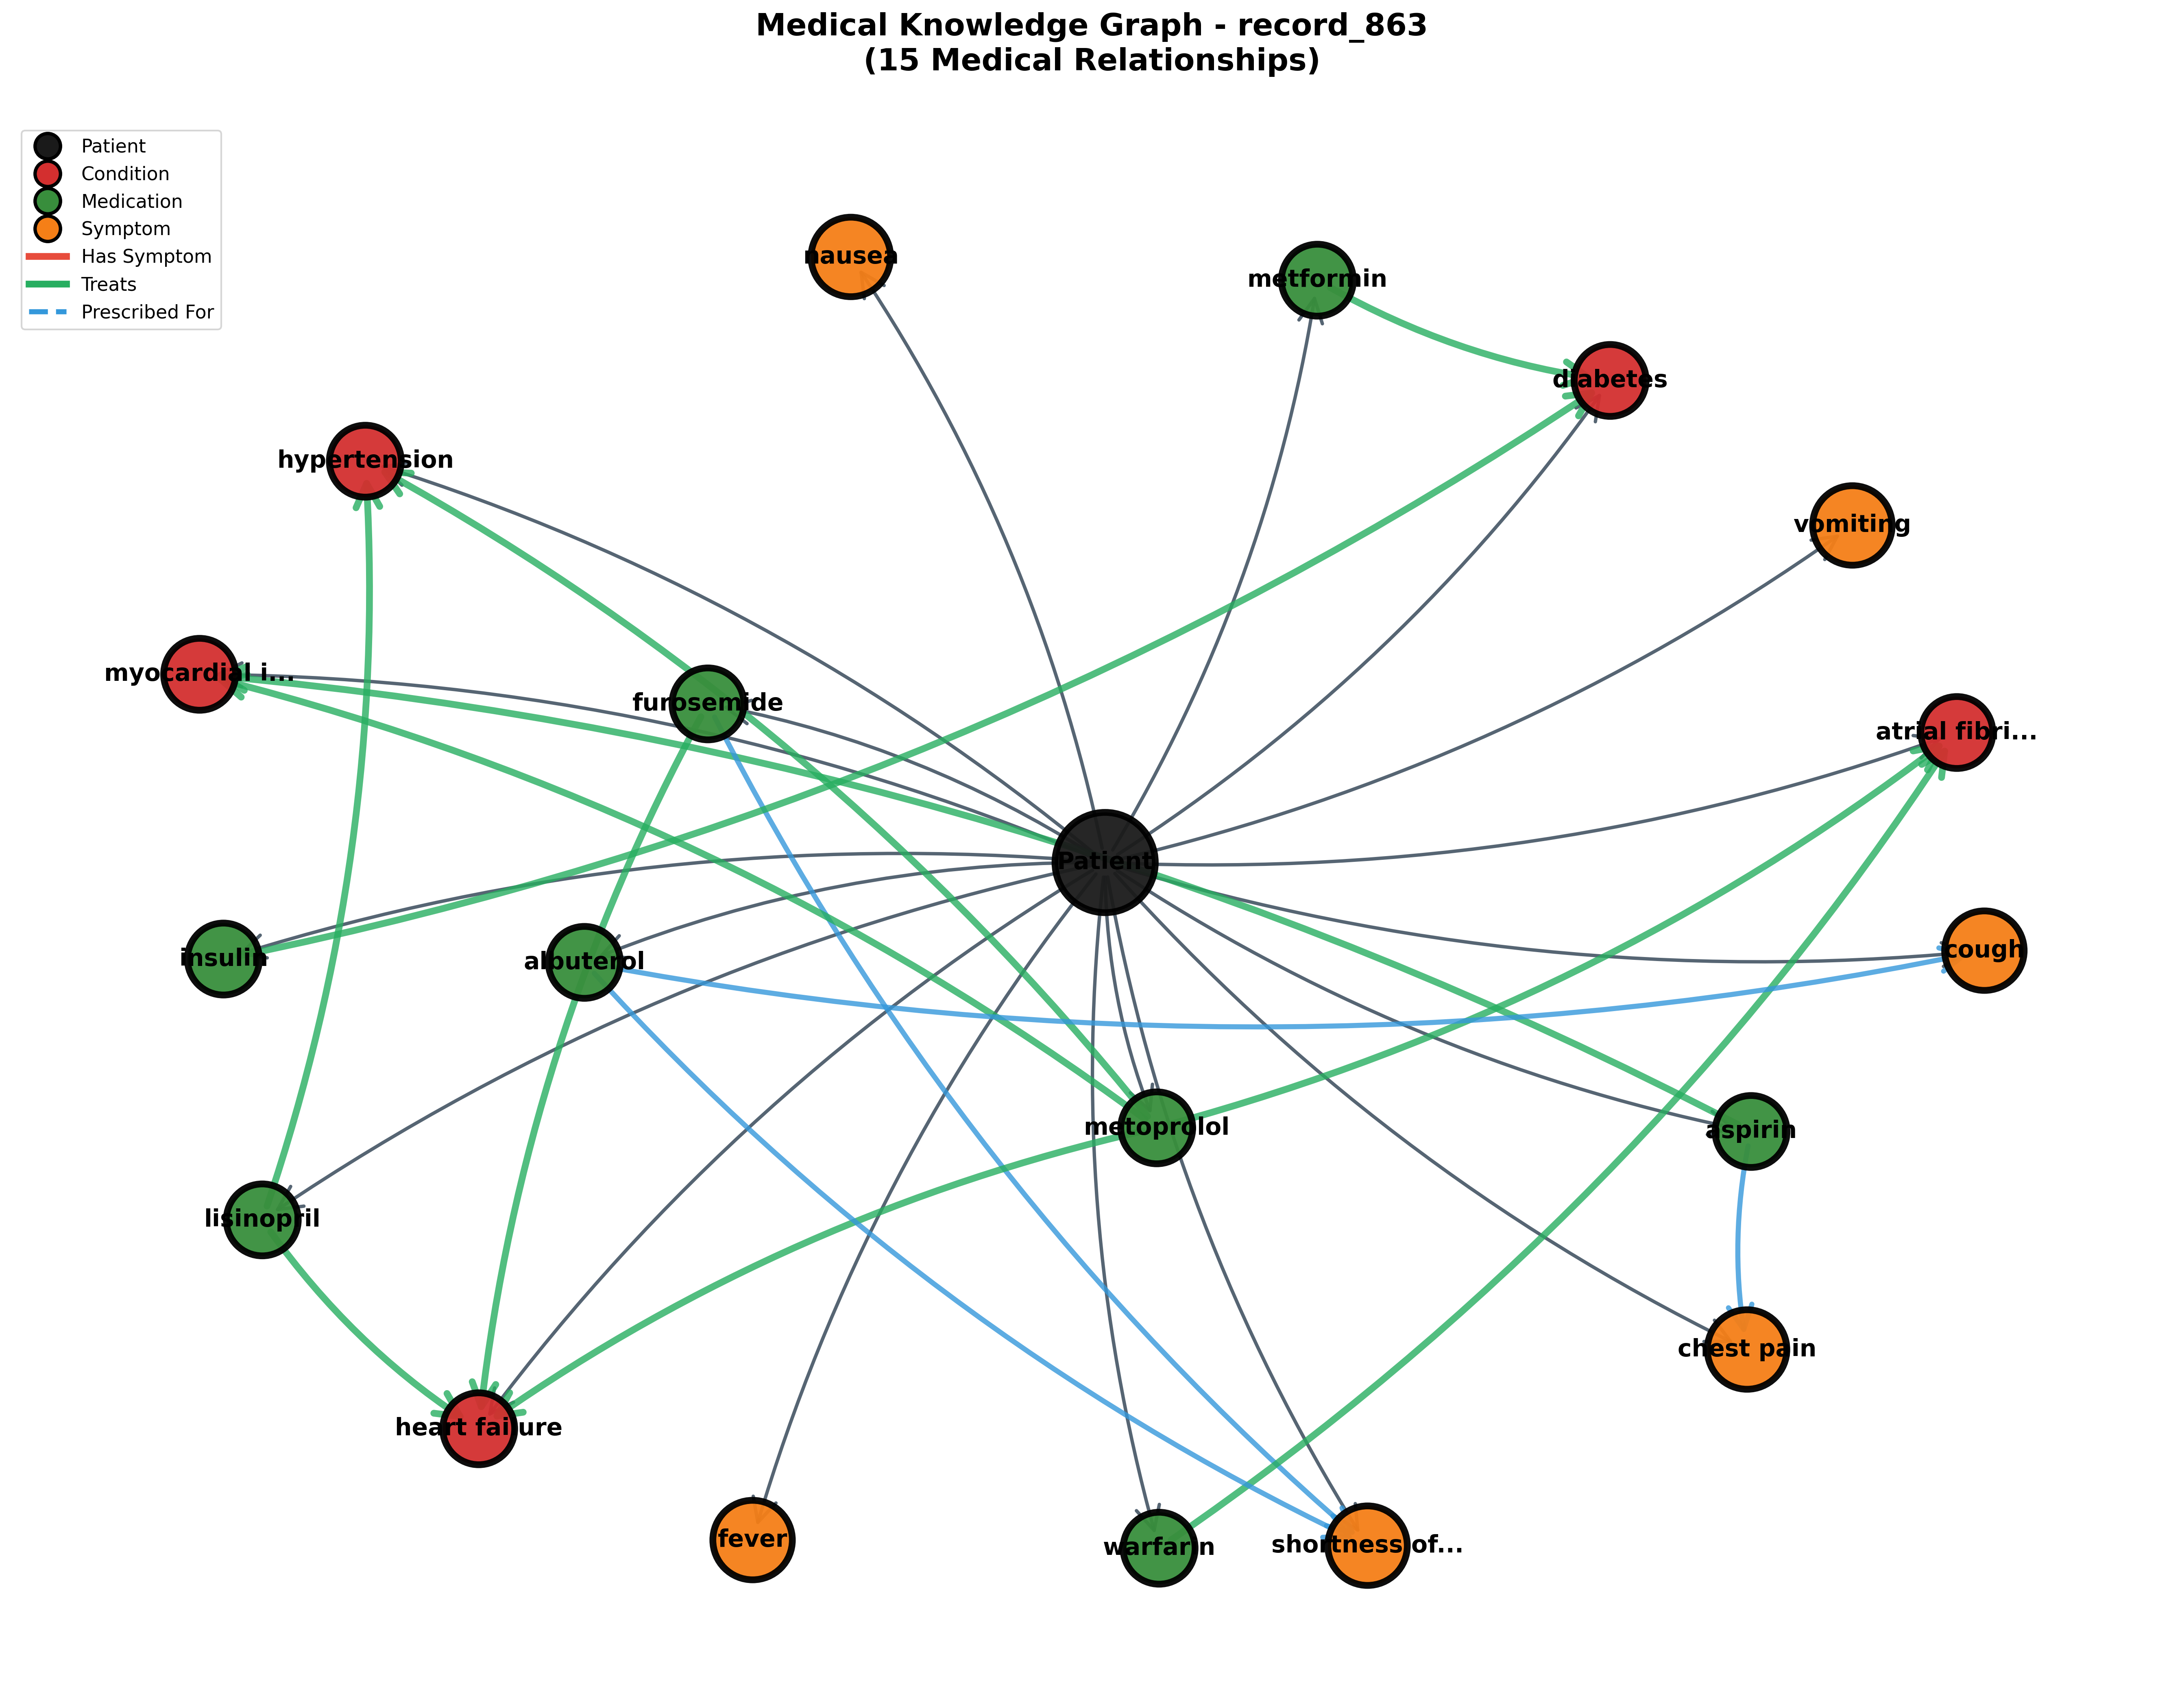 Medical Knowledge Graph - record_863
(15 Medical Relationships)
Patient
Condition
Medication
Symptom
Has Symptom
Treats
Prescribed For
nausea
metformin
diabetes
hypertension
vomiting
myocardial i...
furosemide
atrial fibri...
Patient
insulin
albuterol
cough
metoprolol
aspirin
lisinopril
chest pain
heart failure
fever
warfarin
shortness of...